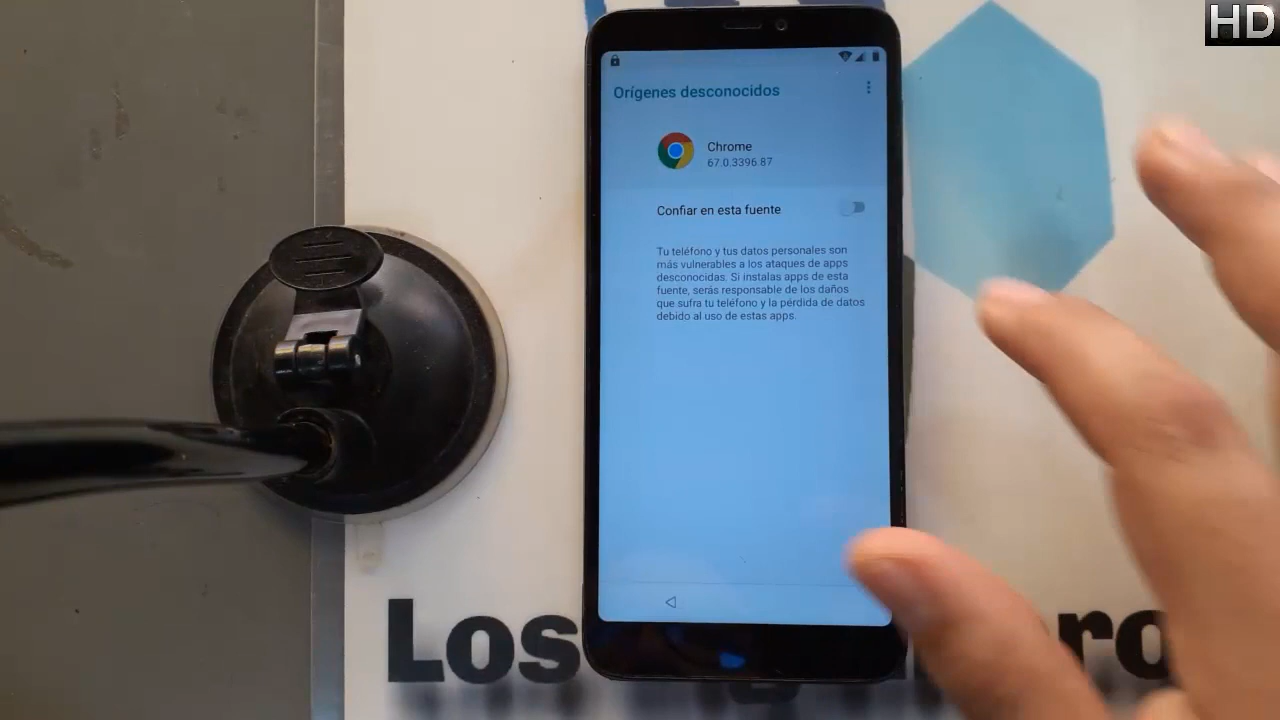 HD
Orígenes desconocidos
Chrome
67.0.3396.87
Confiar en esta fuente
Tu teléfono y tus datos personales son
más vulnerables a los ataques de apps
desconocidas. Si instalas apps de esta
fuente, serás responsable de los daños
que sufra tu teléfono y la pérdida de datos
debido al uso de estas apps.
Los